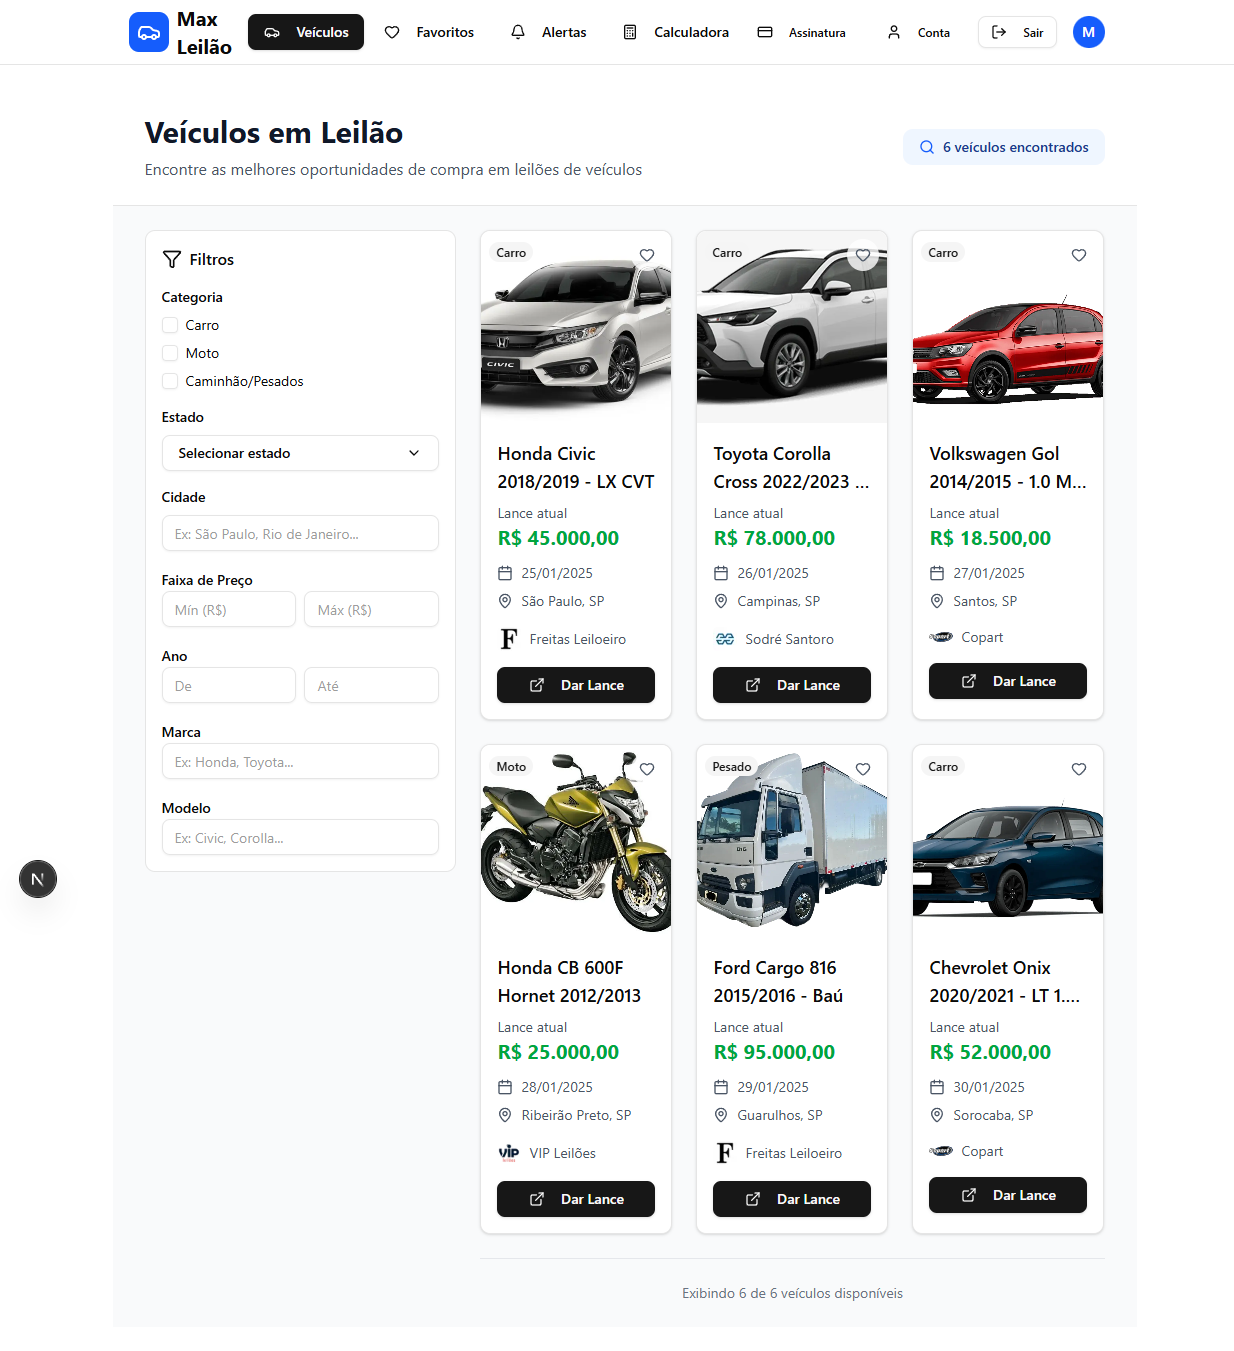 Max
Leilão
Veículos
Favoritos
Alertas
Calculadora
Assinatura
Conta
Sair
M
Veículos em Leilão
Encontre as melhores oportunidades de compra em leilões de veículos
6 veículos encontrados
Filtros
Categoria
Carro
Moto
Caminhão/Pesados
Estado
Selecionar estado
Cidade
Ex: São Paulo, Rio de Janeiro...
Faixa de Preço
Mín (R$) Máx (R$)
Ano
De Até
Marca
Ex: Honda, Toyota...
Modelo
Ex: Civic, Corolla...
N
Carro
CIVIC
Honda Civic
2018/2019 - LX CVT
Lance atual
R$ 45.000,00
25/01/2025
São Paulo, SP
F Freitas Leiloeiro
Dar Lance
Carro
Toyota Corolla
Cross 2022/2023 ...
Lance atual
R$ 78.000,00
26/01/2025
Campinas, SP
Sodré Santoro
Dar Lance
Carro
Volkswagen Gol
2014/2015 - 1.0 M...
Lance atual
R$ 18.500,00
27/01/2025
Santos, SP
Copart Copart
Dar Lance
Moto
Honda CB 600F
Hornet 2012/2013
Lance atual
R$ 25.000,00
28/01/2025
Ribeirão Preto, SP
VIP VIP Leilões
Dar Lance
Pesado
Ford Cargo 816
2015/2016 - Baú
Lance atual
R$ 95.000,00
29/01/2025
Guarulhos, SP
F Freitas Leiloeiro
Dar Lance
Carro
Chevrolet Onix
2020/2021 - LT 1....
Lance atual
R$ 52.000,00
30/01/2025
Sorocaba, SP
Copart Copart
Dar Lance
Exibindo 6 de 6 veículos disponíveis